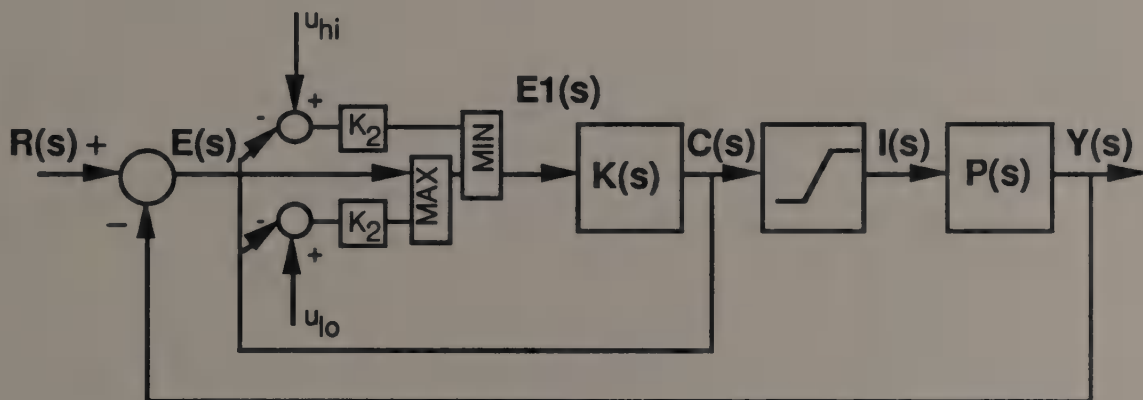 u_hi
- +
K_2
E1(s)
R(s) + E(s) MAX MIN K(s) C(s) I(s) P(s) Y(s)
-
- K_2
+
u_lo